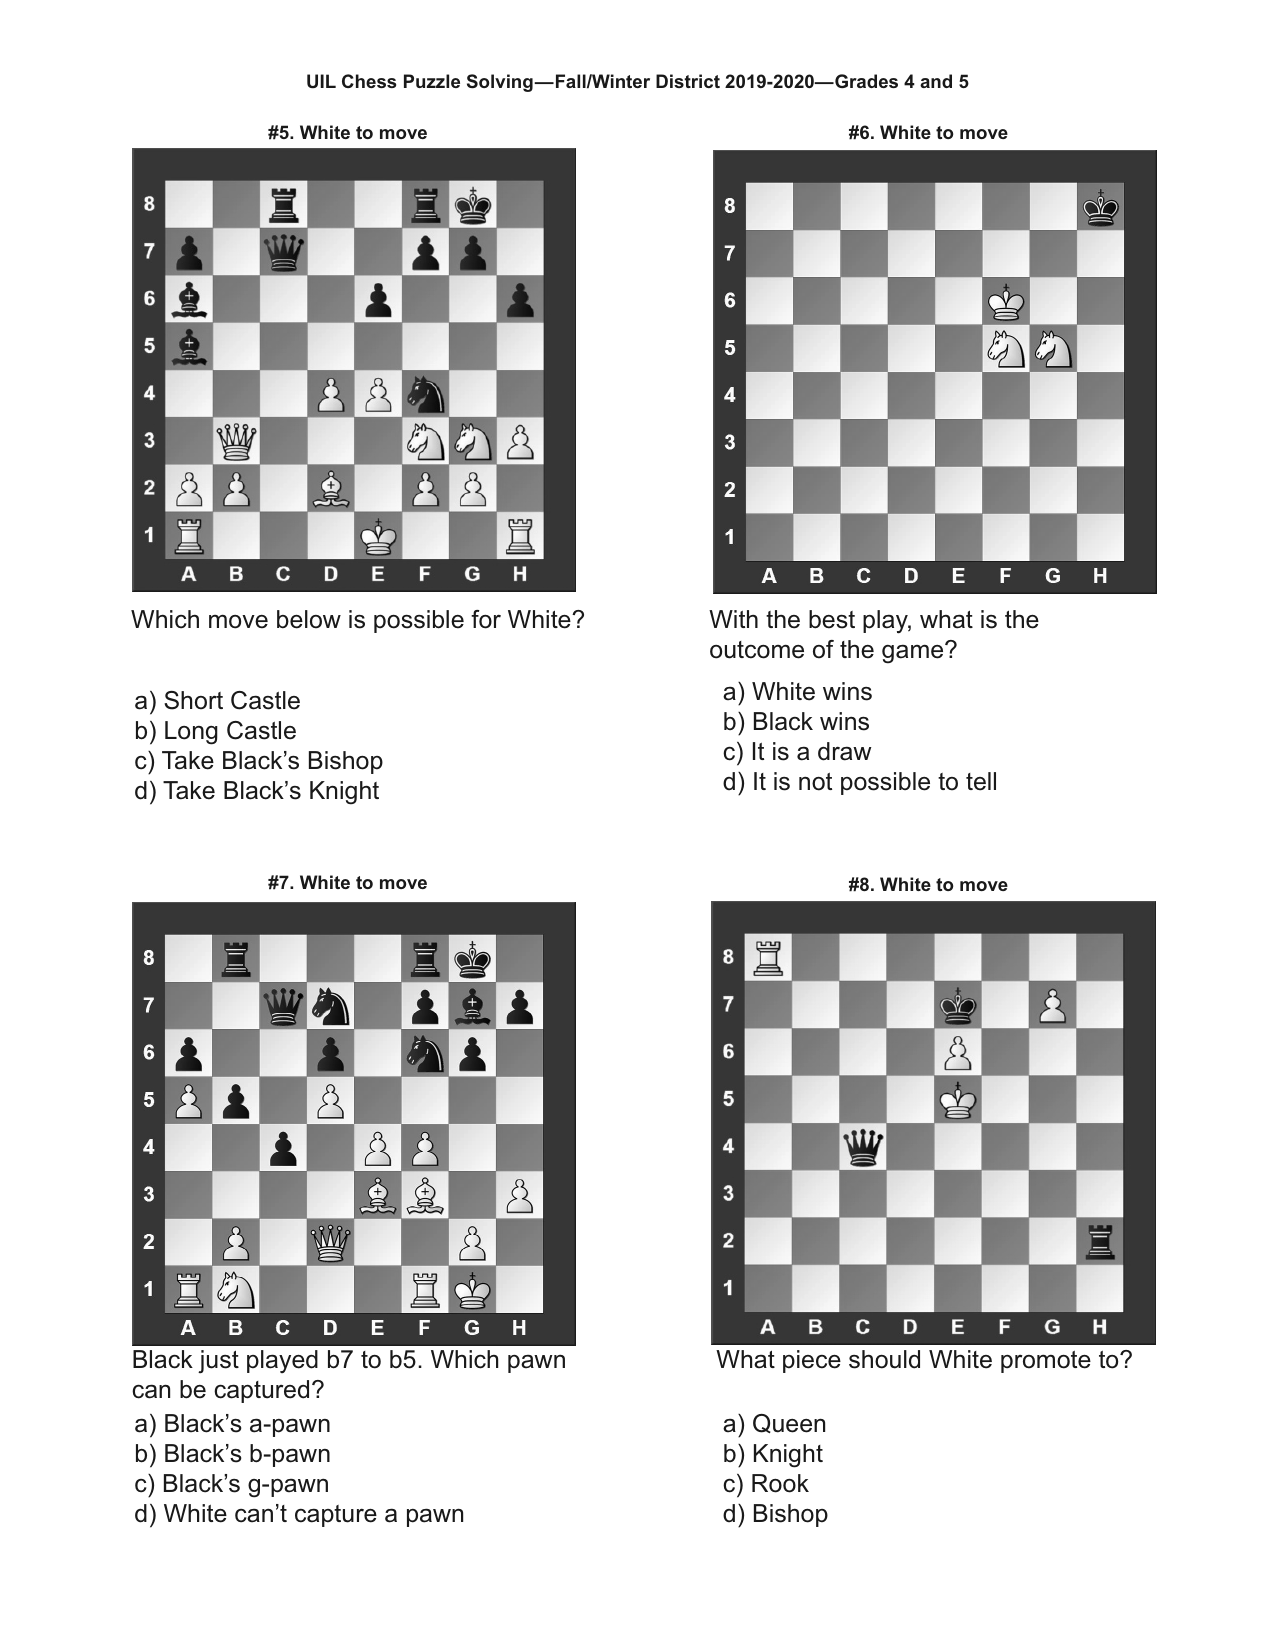 UIL Chess Puzzle Solving—Fall/Winter District 2019-2020—Grades 4 and 5
#5. White to move
8
7
6
5
4
3
2
1
A B C D E F G H
Which move below is possible for White?
a) Short Castle
b) Long Castle
c) Take Black’s Bishop
d) Take Black’s Knight
#6. White to move
8
7
6
5
4
3
2
1
A B C D E F G H
With the best play, what is the
outcome of the game?
a) White wins
b) Black wins
c) It is a draw
d) It is not possible to tell
#7. White to move
8
7
6
5
4
3
2
1
A B C D E F G H
Black just played b7 to b5. Which pawn
can be captured?
a) Black’s a-pawn
b) Black’s b-pawn
c) Black’s g-pawn
d) White can’t capture a pawn
#8. White to move
8
7
6
5
4
3
2
1
A B C D E F G H
What piece should White promote to?
a) Queen
b) Knight
c) Rook
d) Bishop